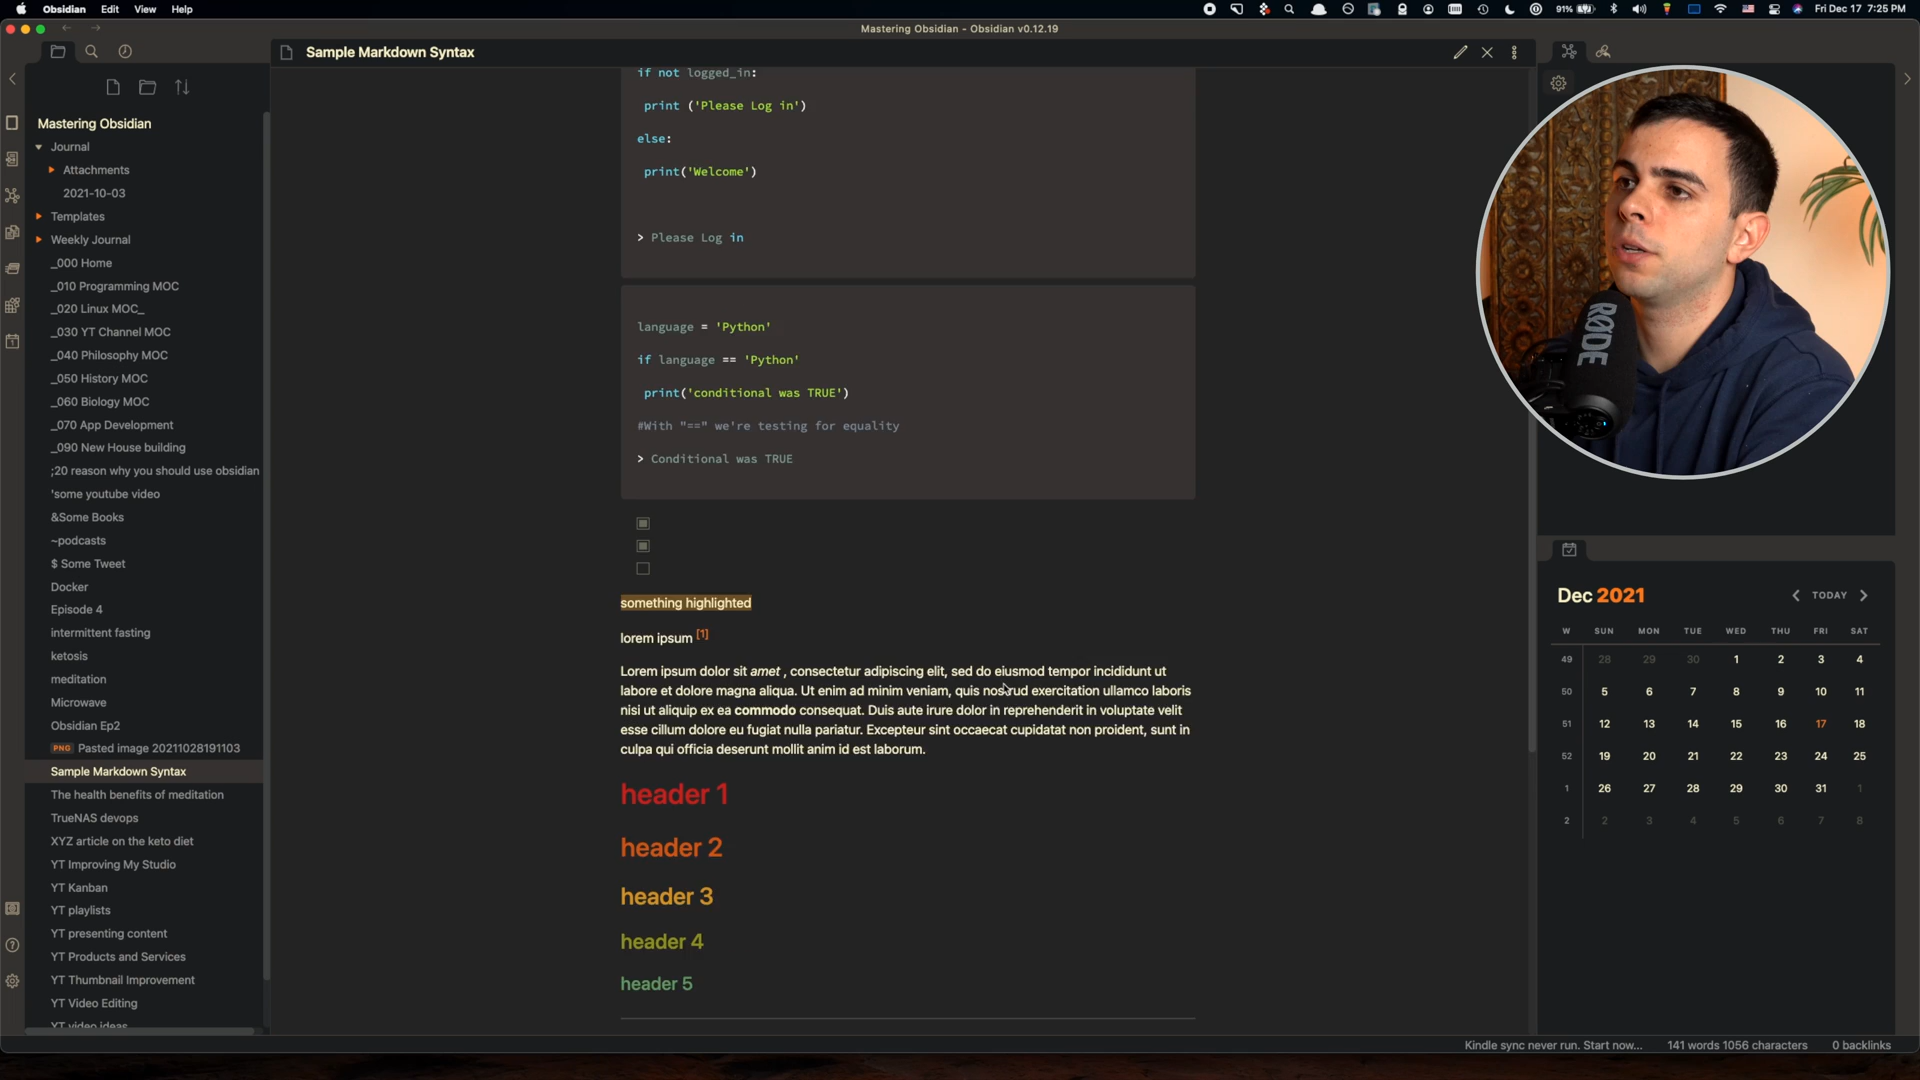 Obsidian Edit View Help
91% Fri Dec 17 7:25 PM
Mastering Obsidian - Obsidian v0.12.19
Sample Markdown Syntax
Mastering Obsidian
Journal
Attachments
2021-10-03
Templates
Weekly Journal
_000 Home
_010 Programming MOC
_020 Linux MOC_
_030 YT Channel MOC
_040 Philosophy MOC
_050 History MOC
_060 Biology MOC
_070 App Development
_090 New House building
;20 reason why you should use obsidian
'some youtube video
&Some Books
~podcasts
$ Some Tweet
Docker
Episode 4
intermittent fasting
ketosis
meditation
Microwave
Obsidian Ep2
PNG Pasted image 20211028191103
Sample Markdown Syntax
The health benefits of meditation
TrueNAS devops
XYZ article on the keto diet
YT Improving My Studio
YT Kanban
YT playlists
YT presenting content
YT Products and Services
YT Thumbnail Improvement
YT Video Editing
YT video ideas
if not logged_in:
print ('Please Log in')
else:
print('Welcome')
> Please Log in
language = 'Python'
if language == 'Python'
print('conditional was TRUE')
#With "==" we're testing for equality
> Conditional was TRUE
something highlighted
lorem ipsum [1]
Lorem ipsum dolor sit amet , consectetur adipiscing elit, sed do eiusmod tempor incididunt ut
labore et dolore magna aliqua. Ut enim ad minim veniam, quis nostrud exercitation ullamco laboris
nisi ut aliquip ex ea commodo consequat. Duis aute irure dolor in reprehenderit in voluptate velit
esse cillum dolore eu fugiat nulla pariatur. Excepteur sint occaecat cupidatat non proident, sunt in
culpa qui officia deserunt mollit anim id est laborum.
header 1
header 2
header 3
header 4
header 5
RØDE
Dec 2021 TODAY
W SUN MON TUE WED THU FRI SAT
49 28 29 30 1 2 3 4
50 5 6 7 8 9 10 11
51 12 13 14 15 16 17 18
52 19 20 21 22 23 24 25
1 26 27 28 29 30 31 1
2 2 3 4 5 6 7 8
Kindle sync never run. Start now... 141 words 1056 characters 0 backlinks